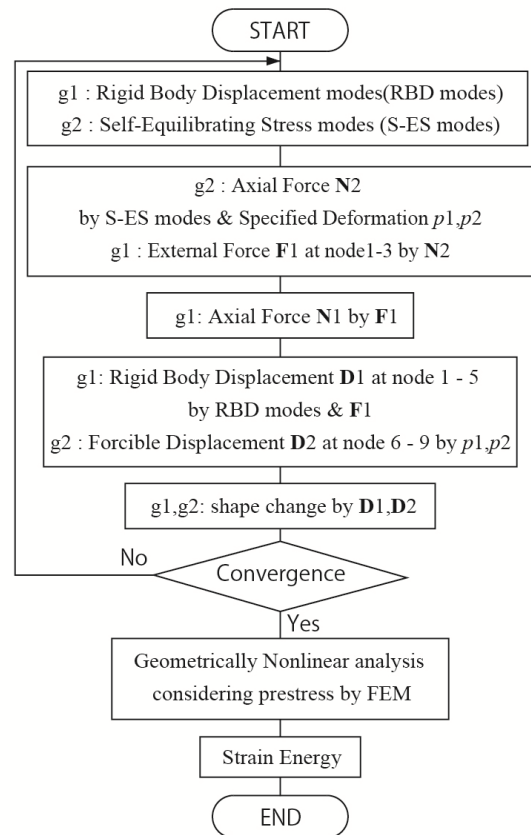 START
g1 : Rigid Body Displacement modes(RBD modes)
g2 : Self-Equilibrating Stress modes (S-ES modes)
g2 : Axial Force N2
by S-ES modes & Specified Deformation p1,p2
g1 : External Force F1 at node1-3 by N2
g1: Axial Force N1 by F1
g1: Rigid Body Displacement D1 at node 1 - 5
by RBD modes & F1
g2 : Forcible Displacement D2 at node 6 - 9 by p1,p2
g1,g2: shape change by D1,D2
No
Convergence
Yes
Geometrically Nonlinear analysis
considering prestress by FEM
Strain Energy
END